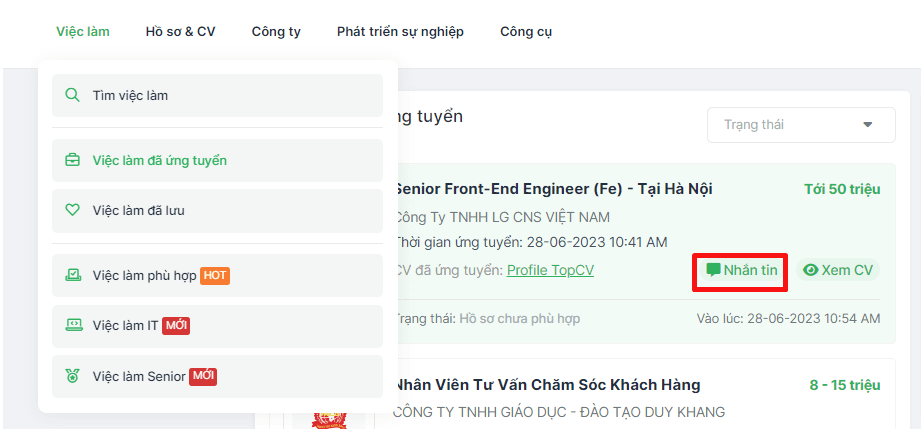 Việc làm Hồ sơ & CV Công ty Phát triển sự nghiệp Công cụ
Tìm việc làm
Việc làm đã ứng tuyển
Việc làm đã lưu
Việc làm phù hợp HOT
Việc làm IT MỚI
Việc làm Senior MỚI
ng tuyển
Trạng thái
Senior Front-End Engineer (Fe) - Tại Hà Nội
Tới 50 triệu
Công Ty TNHH LG CNS VIỆT NAM
Thời gian ứng tuyển: 28-06-2023 10:41 AM
CV đã ứng tuyển: Profile TopCV
Nhắn tin
Xem CV
Trạng thái: Hồ sơ chưa phù hợp
Vào lúc: 28-06-2023 10:54 AM
Nhân Viên Tư Vấn Chăm Sóc Khách Hàng
8 - 15 triệu
CÔNG TY TNHH GIÁO DỤC - ĐÀO TẠO DUY KHANG